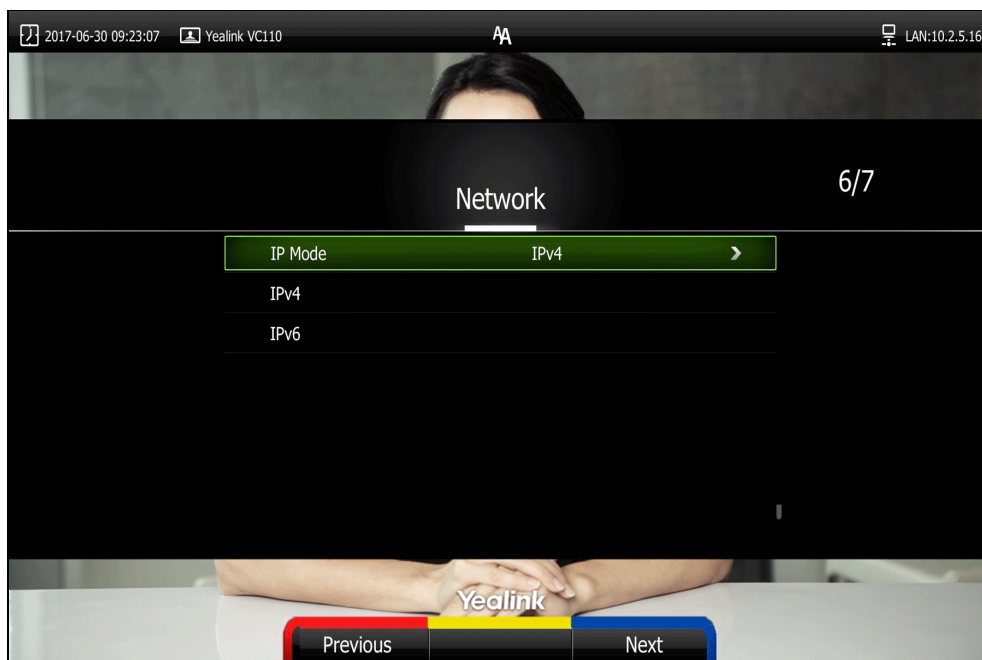 2017-06-30 09:23:07 Yealink VC110 AA LAN:10.2.5.16
6/7
Network
IP Mode IPv4
IPv4
IPv6
Yealink
Previous Next